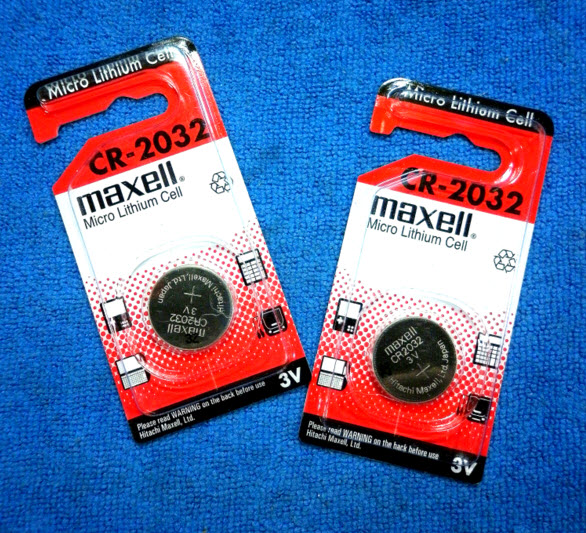 Micro Lithium Cell
CR-2032
maxell®
Micro Lithium Cell
Hitachi Maxell, Ltd. Japan
+
3V
CR2032
maxell
3V
Please read WARNING on the back before use
Hitachi Maxell, Ltd.
Micro Lithium Cell
CR-2032
maxell®
Micro Lithium Cell
maxell
CR2032
3V
+
Hitachi Maxell, Ltd. Japan
Please read WARNING on the back before use
Hitachi Maxell, Ltd.
3V